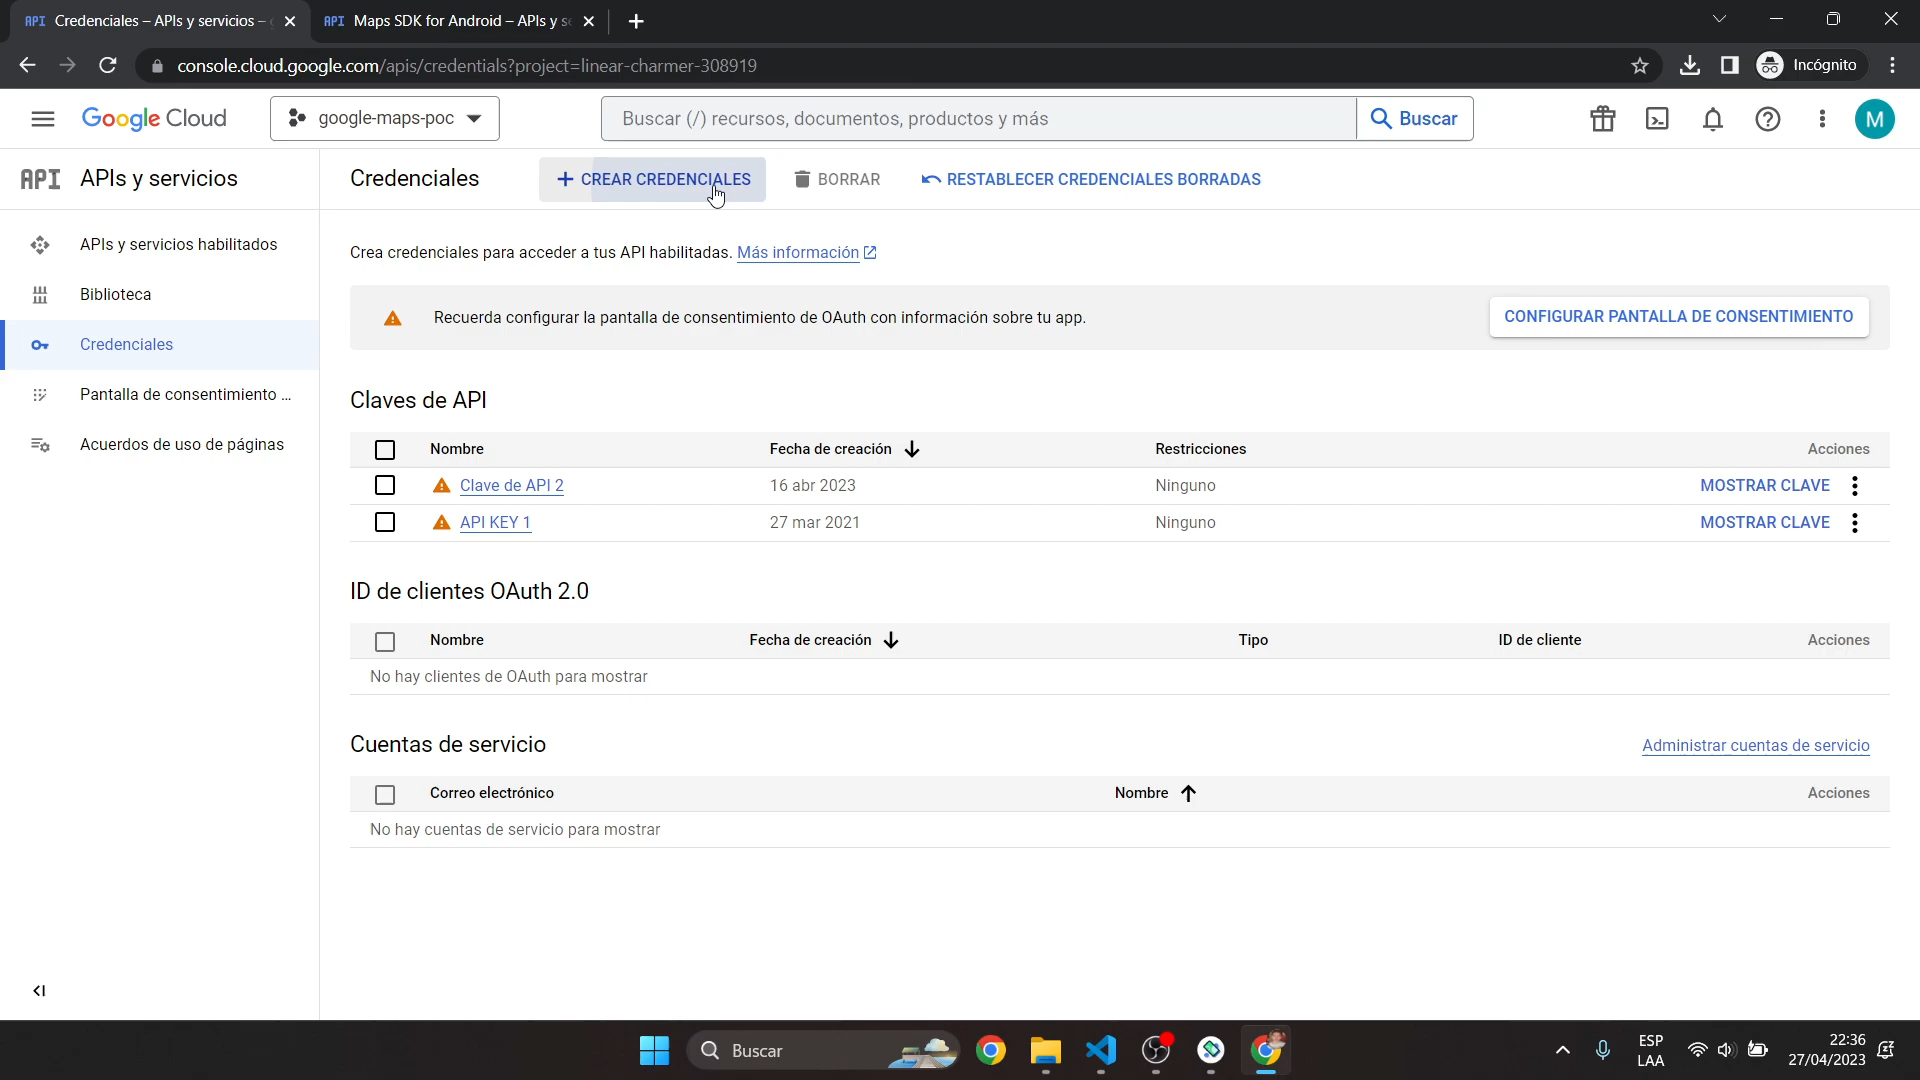 API Credenciales – APIs y servicios –
API Maps SDK for Android – APIs y s
console.cloud.google.com/apis/credentials?project=linear-charmer-308919
Incógnito
Google Cloud
google-maps-poc
Buscar (/) recursos, documentos, productos y más
Buscar
M
API APIs y servicios
Credenciales
+ CREAR CREDENCIALES
BORRAR
RESTABLECER CREDENCIALES BORRADAS
APIs y servicios habilitados
Biblioteca
Credenciales
Pantalla de consentimiento ...
Acuerdos de uso de páginas
Crea credenciales para acceder a tus API habilitadas. Más información
Recuerda configurar la pantalla de consentimiento de OAuth con información sobre tu app.
CONFIGURAR PANTALLA DE CONSENTIMIENTO
Claves de API
Nombre Fecha de creación Restricciones Acciones
Clave de API 2 16 abr 2023 Ninguno MOSTRAR CLAVE
API KEY 1 27 mar 2021 Ninguno MOSTRAR CLAVE
ID de clientes OAuth 2.0
Nombre Fecha de creación Tipo ID de cliente Acciones
No hay clientes de OAuth para mostrar
Cuentas de servicio
Administrar cuentas de servicio
Correo electrónico Nombre Acciones
No hay cuentas de servicio para mostrar
Buscar
ESP
LAA
22:36
27/04/2023